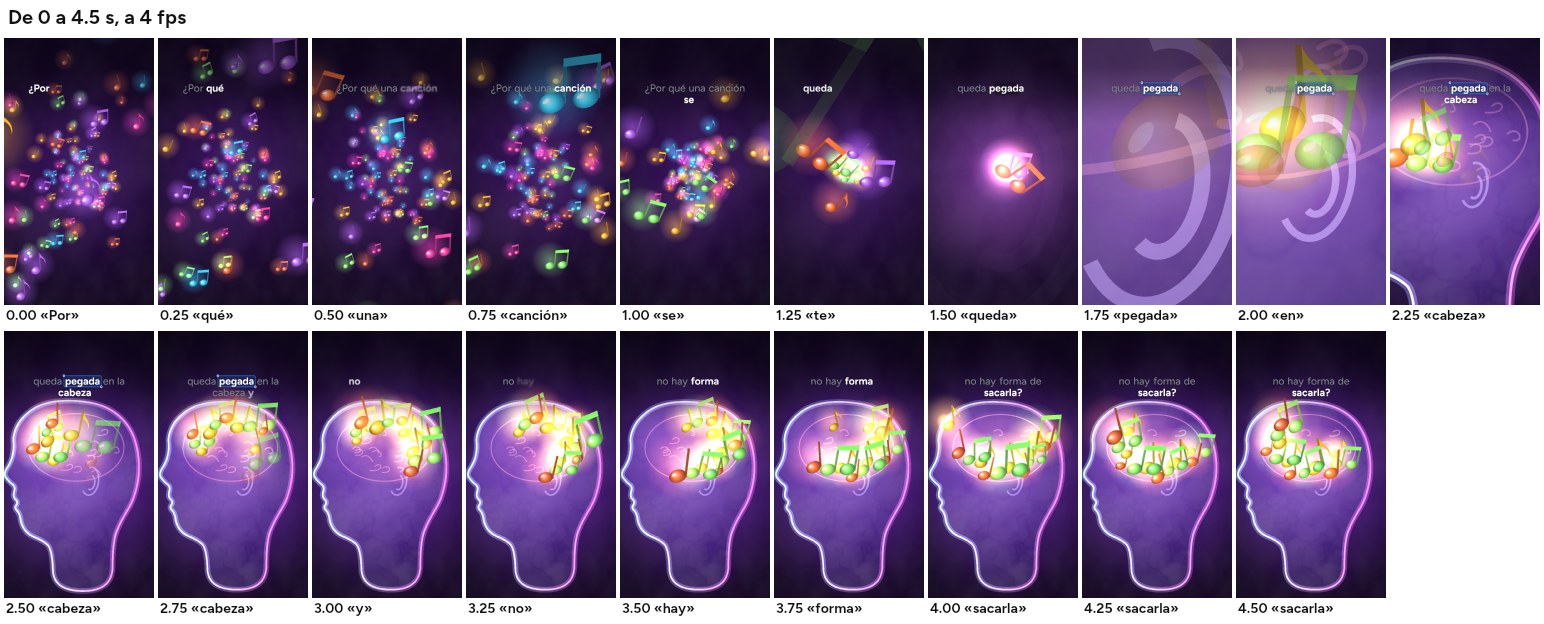 De 0 a 4.5 s, a 4 fps
¿Por
¿Por qué
¿Por qué una canción
¿Por qué una canción
¿Por qué una canción
se
queda
queda pegada
queda pegada
queda pegada
queda pegada en la
cabeza
0.00 «Por»
0.25 «qué»
0.50 «una»
0.75 «canción»
1.00 «se»
1.25 «te»
1.50 «queda»
1.75 «pegada»
2.00 «en»
2.25 «cabeza»
queda pegada en la
cabeza
queda pegada en la
cabeza y
no
no hay
no hay forma
no hay forma
no hay forma de
sacarla?
no hay forma de
sacarla?
no hay forma de
sacarla?
2.50 «cabeza»
2.75 «cabeza»
3.00 «y»
3.25 «no»
3.50 «hay»
3.75 «forma»
4.00 «sacarla»
4.25 «sacarla»
4.50 «sacarla»